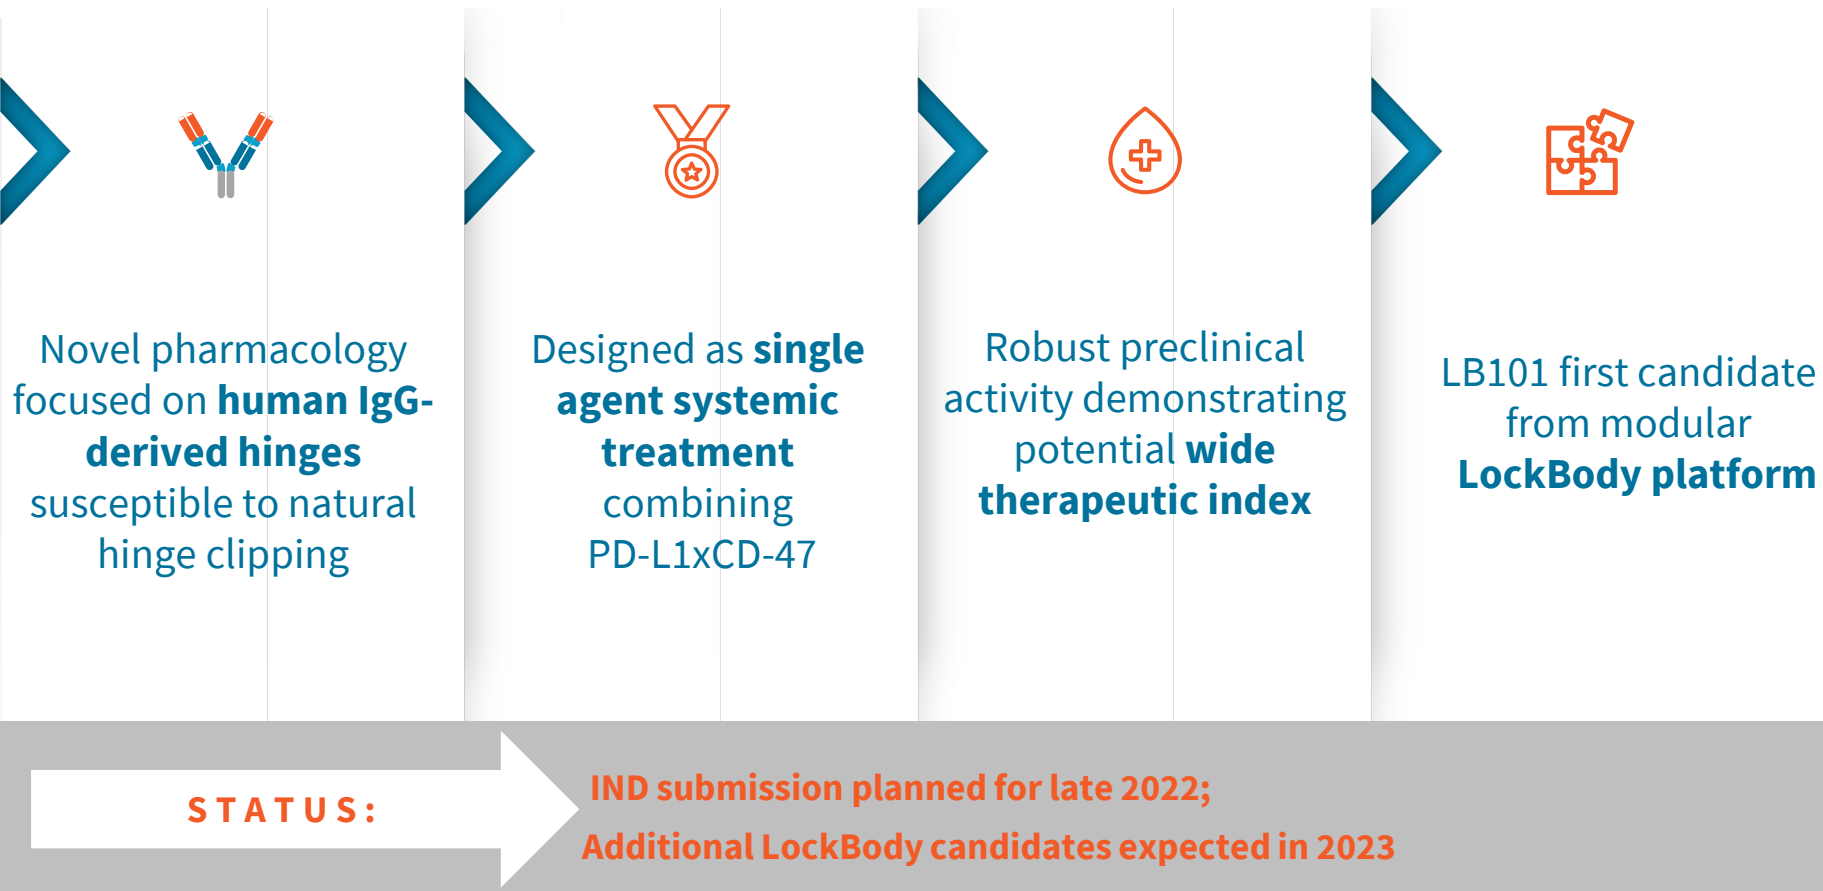 Novel pharmacology
focused on human IgG-
derived hinges
susceptible to natural
hinge clipping
Designed as single
agent systemic
treatment
combining
PD-L1xCD-47
Robust preclinical
activity demonstrating
potential wide
therapeutic index
LB101 first candidate
from modular
LockBody platform
STATUS:
IND submission planned for late 2022;
Additional LockBody candidates expected in 2023